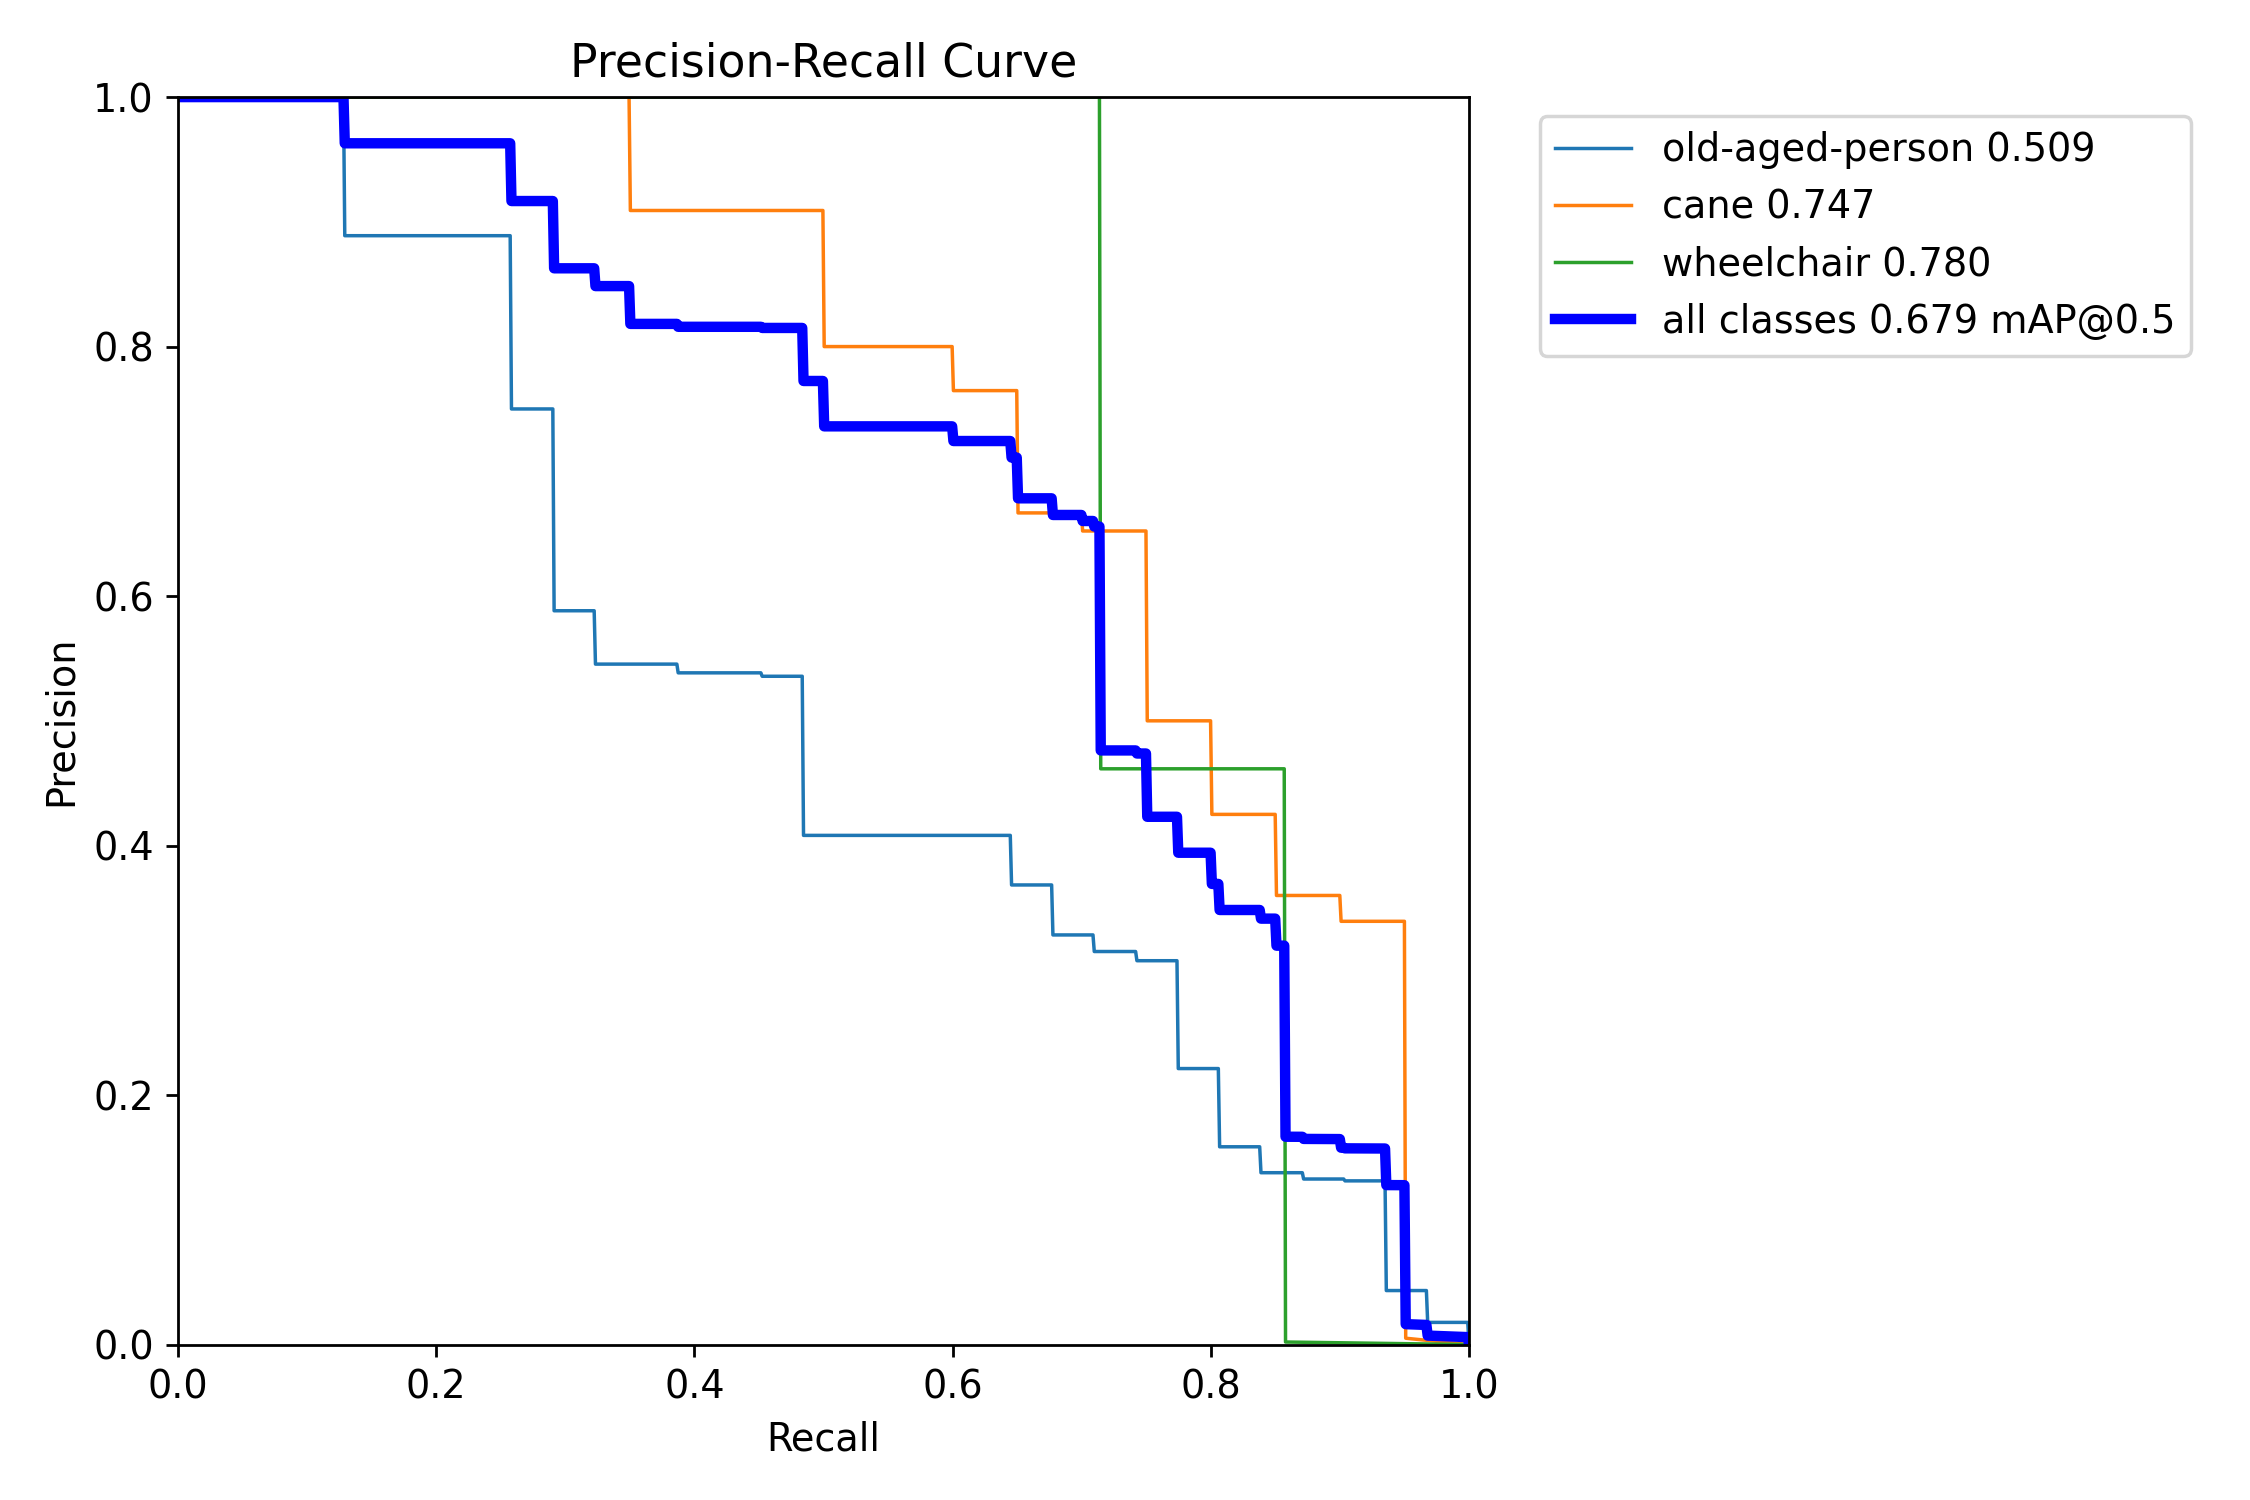 Precision-Recall Curve
1.0
0.8
0.6
0.4
0.2
0.0
Precision
0.0 0.2 0.4 0.6 0.8 1.0
Recall
old-aged-person 0.509
cane 0.747
wheelchair 0.780
all classes 0.679 mAP@0.5